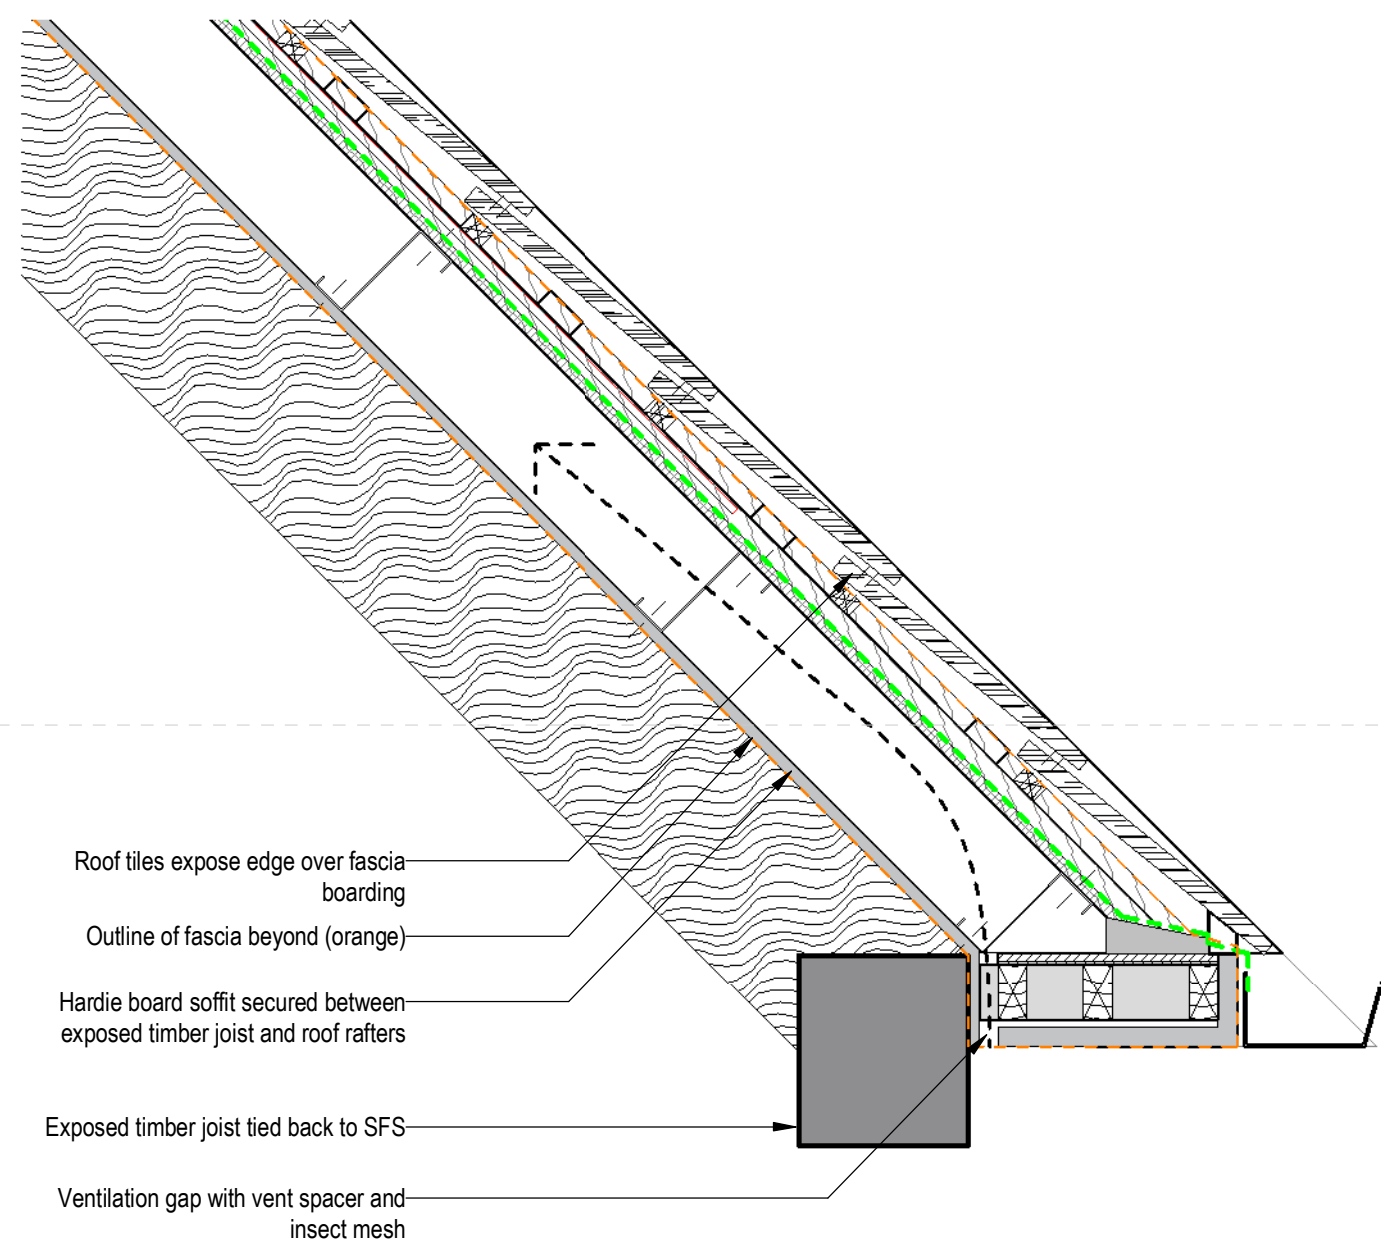 Roof tiles expose edge over fascia
boarding
Outline of fascia beyond (orange)
Hardie board soffit secured between
exposed timber joist and roof rafters
Exposed timber joist tied back to SFS
Ventilation gap with vent spacer and
insect mesh